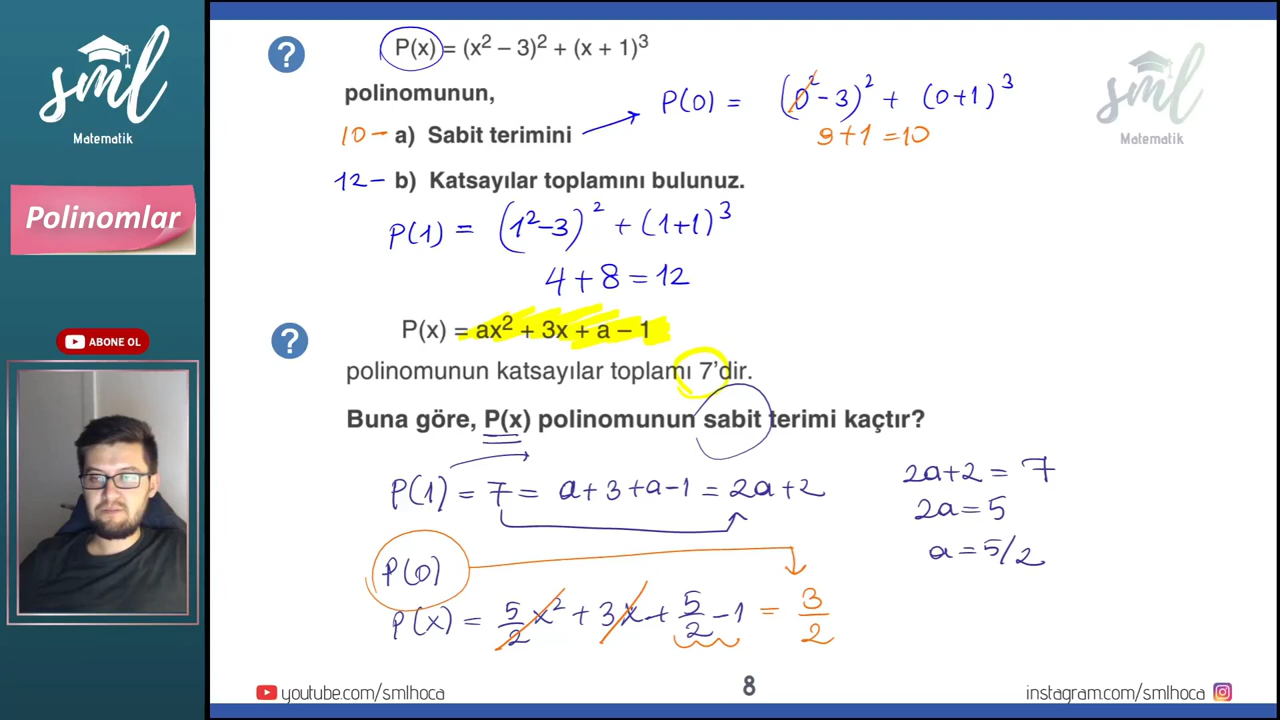 sml
Matematik
Polinomlar
ABONE OL
P(x) = (x² – 3)² + (x + 1)³
polinomunun,
P(0) = (0² - 3)² + (0+1)³
10 - a) Sabit terimini
9 + 1 = 10
12 - b) Katsayılar toplamını bulunuz.
P(1) = (1² - 3)² + (1+1)³
4 + 8 = 12
P(x) = ax² + 3x + a – 1
polinomunun katsayılar toplamı 7’dir.
Buna göre, P(x) polinomunun sabit terimi kaçtır?
P(1) = 7 = a + 3 + a - 1 = 2a + 2
2a + 2 = 7
2a = 5
a = 5/2
P(0)
P(x) = 5/2 x² + 3x + 5/2 - 1 = 3/2
sml
Matematik
youtube.com/smlhoca
8
instagram.com/smlhoca